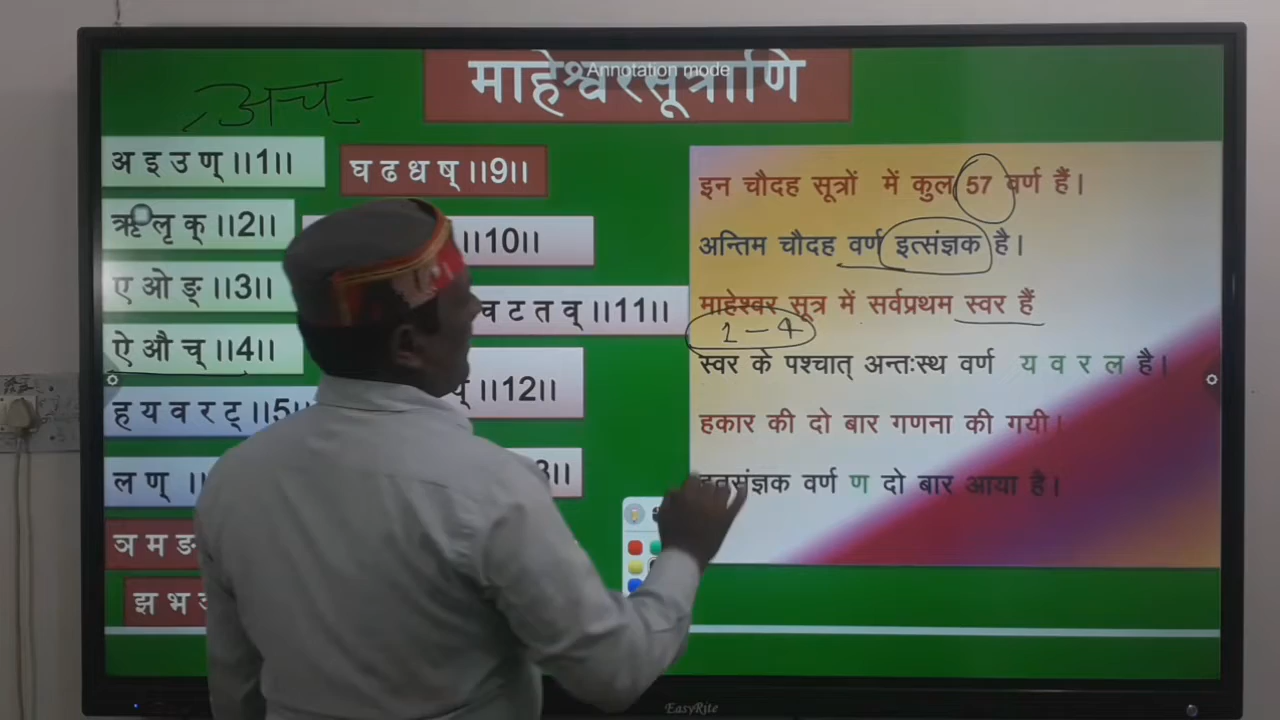 माहेश्वरसूत्राणि
Annotation mode
अच -
अ इ उ ण् ।।1।।
ऋ लृ क् ।।2।।
ए ओ ङ् ।।3।।
ऐ औ च् ।।4।।
ह य व र ट् ।।5।
ल ण् ।।
ञ म ङ
झ भ
घ ढ ध ष् ।।9।।
।।10।।
च ट त व् ।।11।।
य् ।।12।।
3।।
इन चौदह सूत्रों में कुल 57 वर्ण हैं।
अन्तिम चौदह वर्ण इत्संज्ञक है।
माहेश्वर सूत्र में सर्वप्रथम स्वर हैं
1 - 4
स्वर के पश्चात् अन्तःस्थ वर्ण य व र ल है।
हकार की दो बार गणना की गयी।
इत्संज्ञक वर्ण ण दो बार आया है।
EasyRite